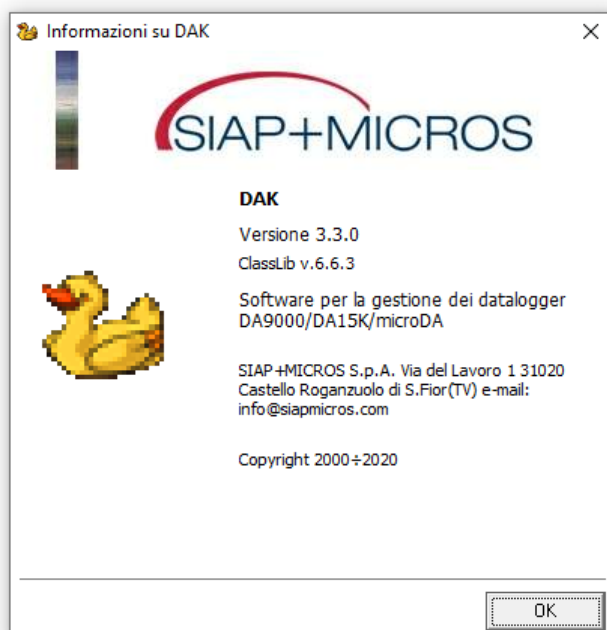 Informazioni su DAK
SIAP+MICROS
DAK
Versione 3.3.0
ClassLib v.6.6.3
Software per la gestione dei datalogger
DA9000/DA15K/microDA
SIAP+MICROS S.p.A. Via del Lavoro 1 31020
Castello Roganzuolo di S.Fior(TV) e-mail:
info@siapmicros.com
Copyright 2000÷2020
OK